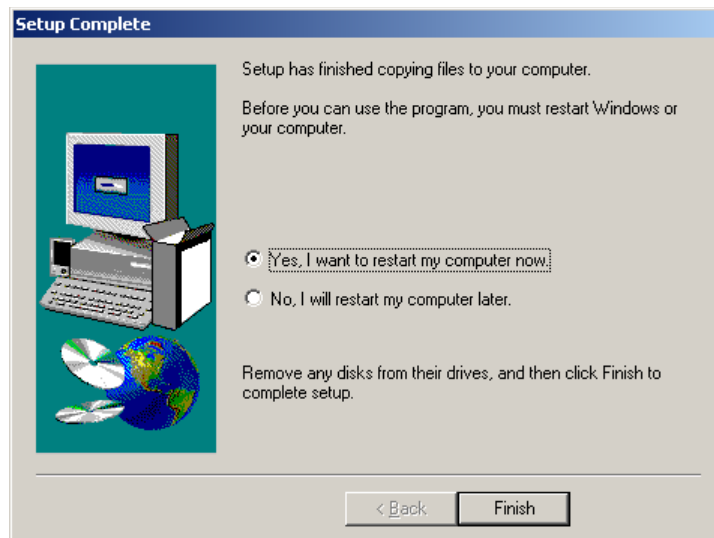 Setup Complete
Setup has finished copying files to your computer.
Before you can use the program, you must restart Windows or
your computer.
Yes, I want to restart my computer now.
No, I will restart my computer later.
Remove any disks from their drives, and then click Finish to
complete setup.
< Back
Finish